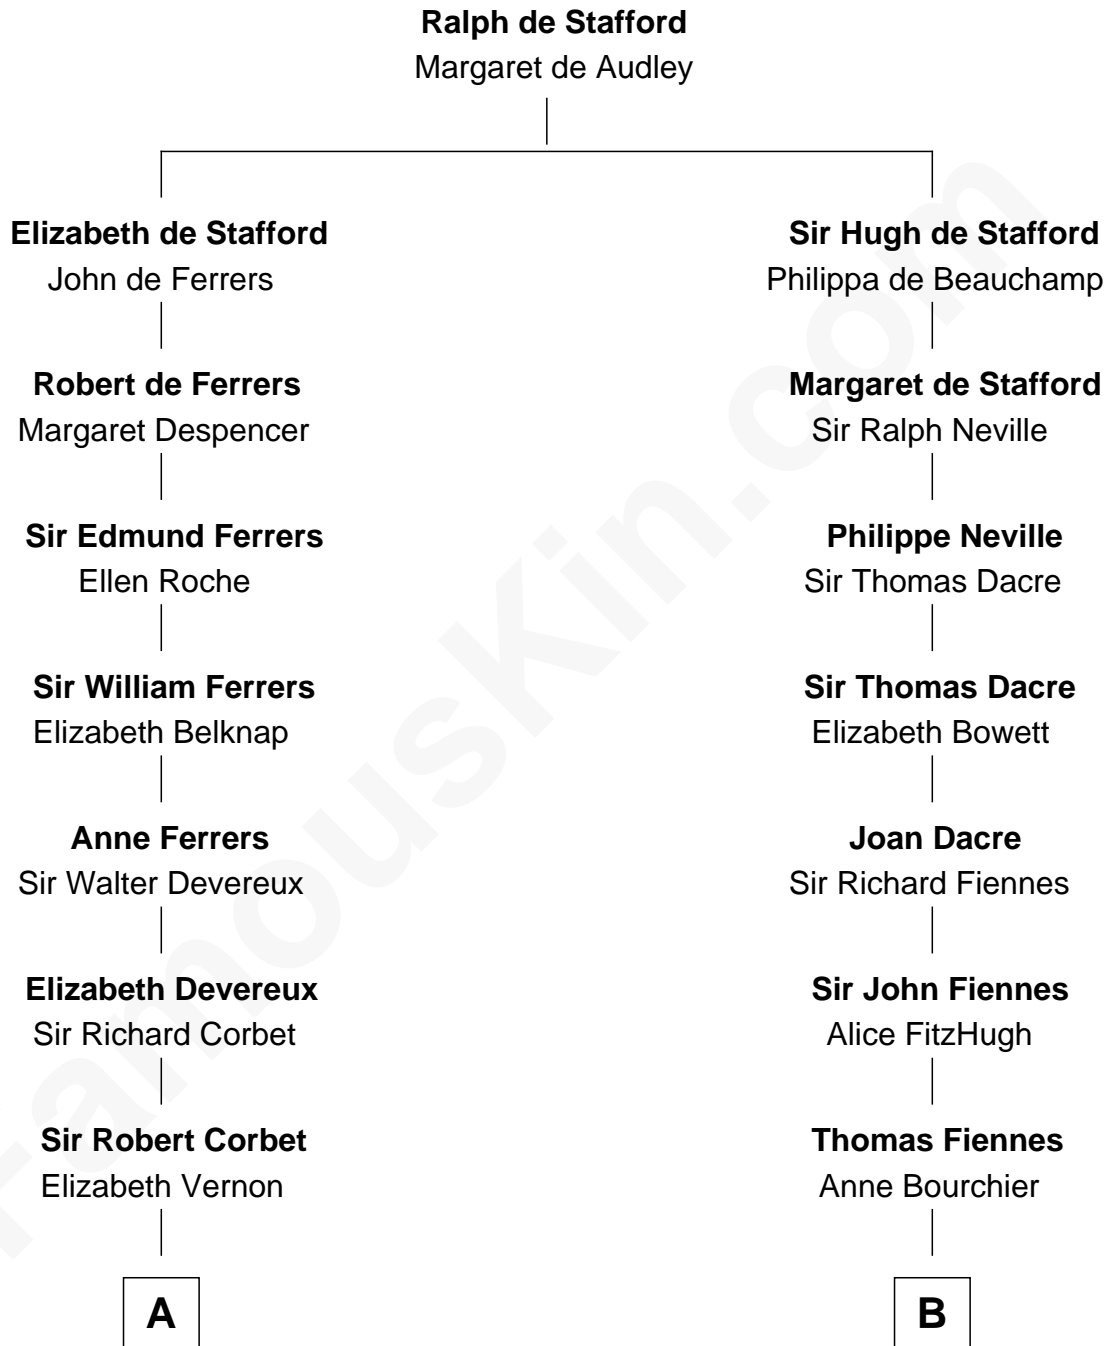 Ralph de Stafford
Margaret de Audley
Elizabeth de Stafford
John de Ferrers
Sir Hugh de Stafford
Philippa de Beauchamp
Robert de Ferrers
Margaret Despencer
Margaret de Stafford
Sir Ralph Neville
Sir Edmund Ferrers
Ellen Roche
Philippe Neville
Sir Thomas Dacre
Sir William Ferrers
Elizabeth Belknap
Sir Thomas Dacre
Elizabeth Bowett
Anne Ferrers
Sir Walter Devereux
Joan Dacre
Sir Richard Fiennes
Elizabeth Devereux
Sir Richard Corbet
Sir John Fiennes
Alice FitzHugh
Sir Robert Corbet
Elizabeth Vernon
Thomas Fiennes
Anne Bourchier
A
B
FamousKin.com